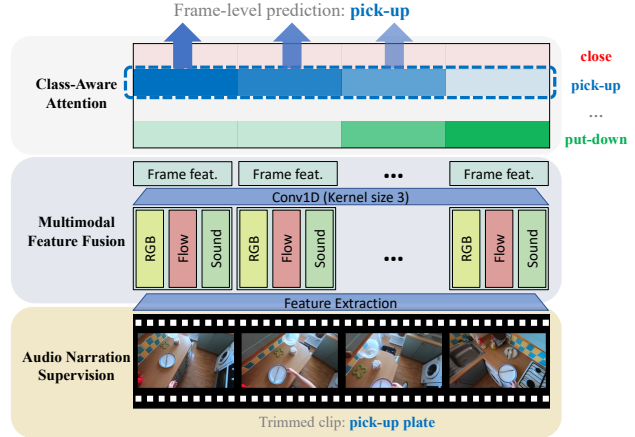 Frame-level prediction: pick-up
Class-Aware
Attention
close
pick-up
...
put-down
Multimodal
Feature Fusion
Frame feat.
Frame feat.
...
Frame feat.
Conv1D (Kernel size 3)
RGB
Flow
Sound
RGB
Flow
Sound
...
RGB
Flow
Sound
Feature Extraction
Audio Narration
Supervision
Trimmed clip: pick-up plate